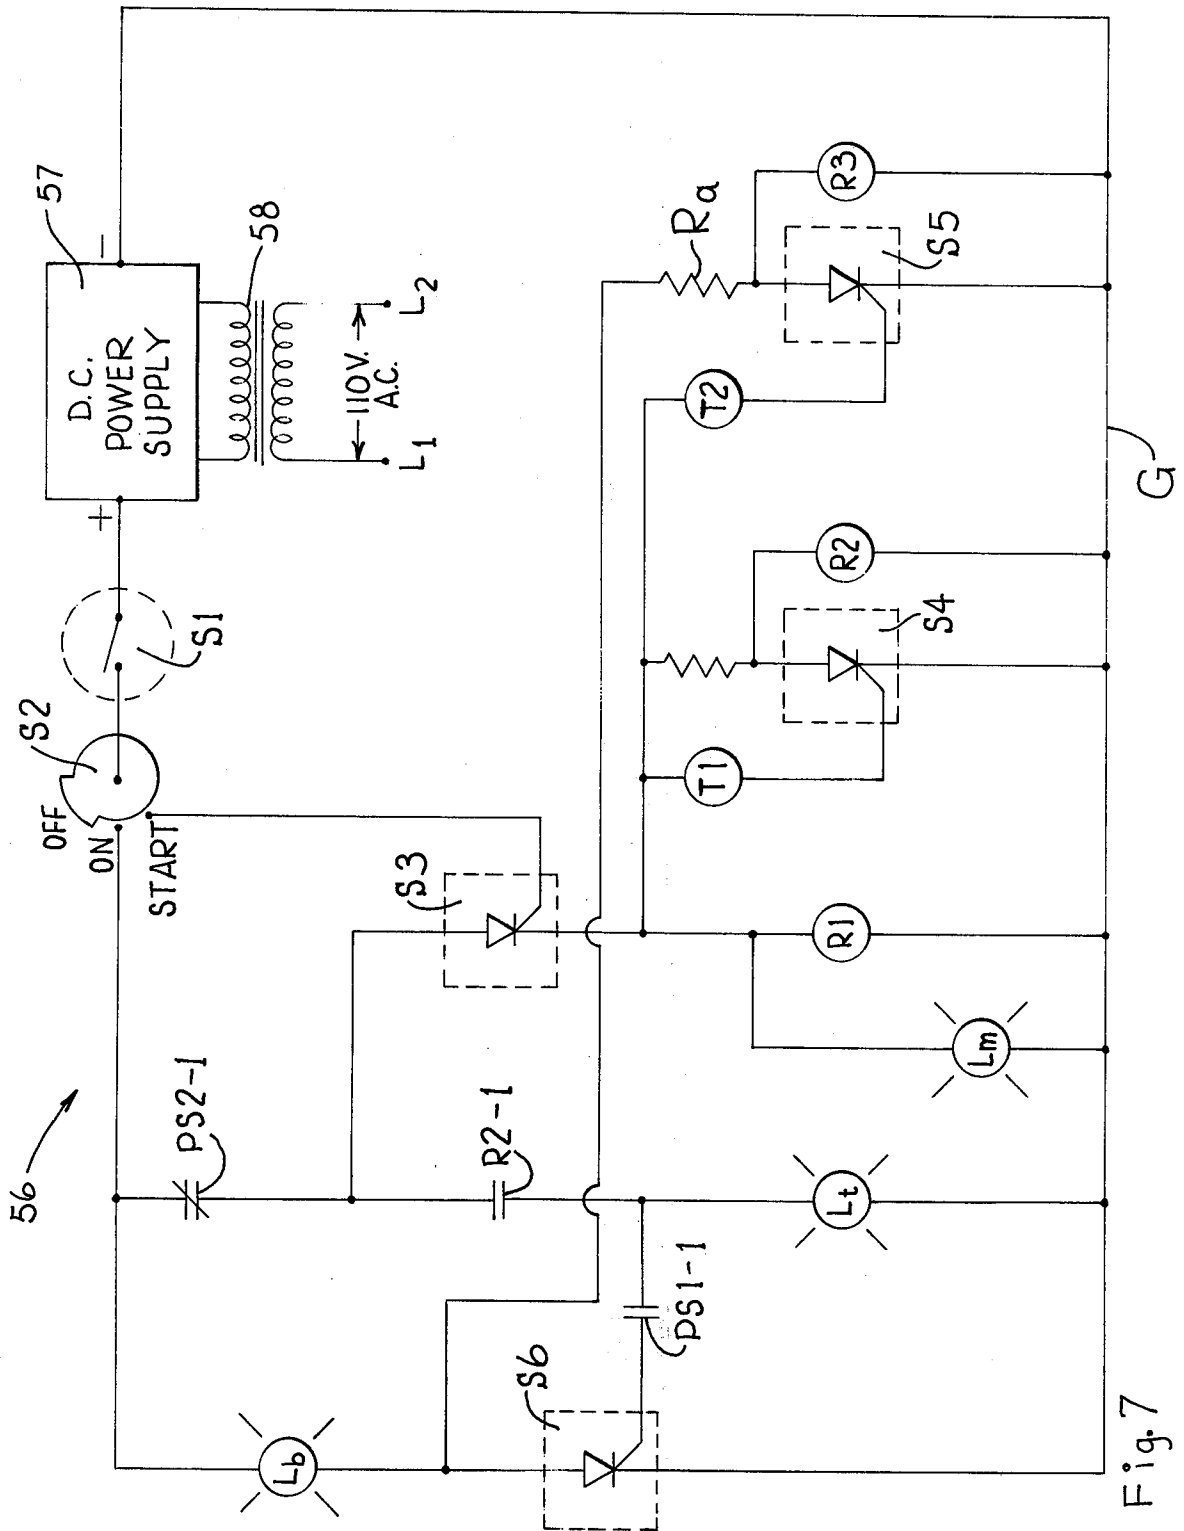 56
Lb
PS2-1
S6
PS1-1
R2-1
Lt
Lm
OFF
ON
START
S2
S1
S3
+
D.C.
POWER
SUPPLY
−
57
58
110V.
A.C.
L1
L2
R1
T1
S4
R2
T2
Ra
S5
R3
G
Fig.7